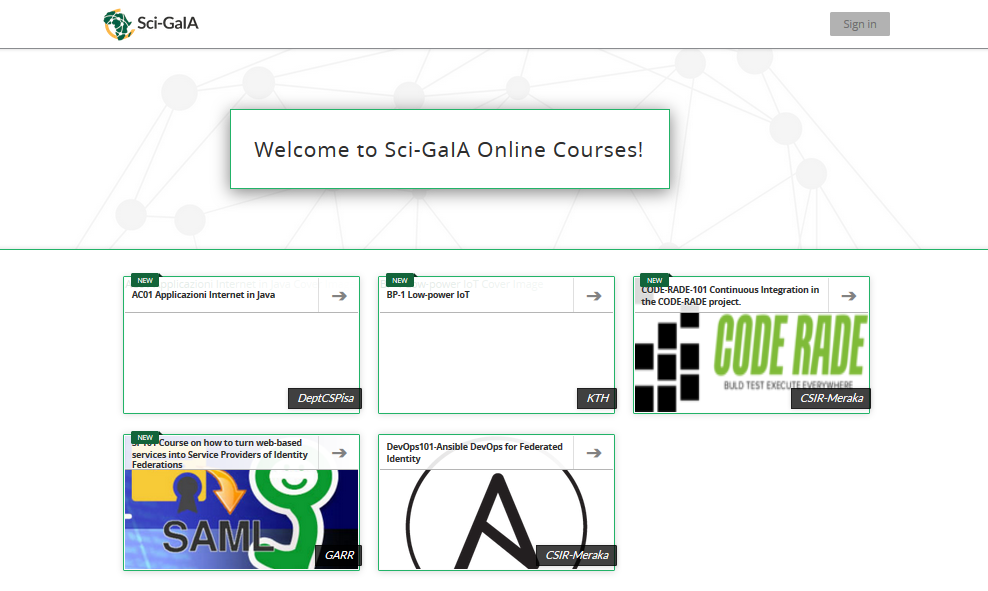 Sci-GaIA
Sign in
Welcome to Sci-GaIA Online Courses!
NEW
AC01 Applicazioni Internet in Java
DeptCSPisa
NEW
BP-1 Low-power IoT
KTH
NEW
CODE-RADE-101 Continuous Integration in
the CODE-RADE project.
CODE RADE
BULD TEST EXECUTE EVERYWHERE
CSIR-Meraka
NEW
Course on how to turn web-based
services into Service Providers of Identity
Federations
SAML
GARR
DevOps101-Ansible DevOps for Federated
Identity
CSIR-Meraka